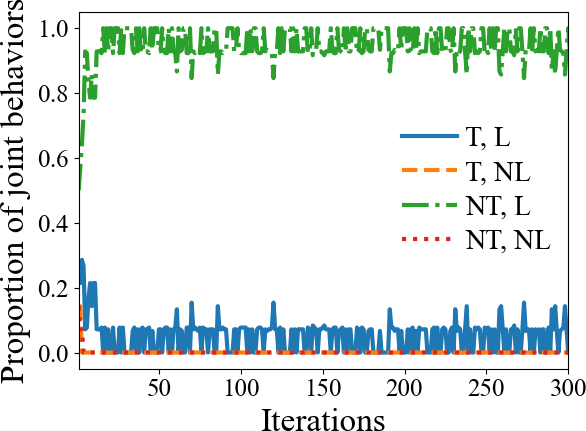 Proportion of joint behaviors
1.0
0.8
0.6
0.4
0.2
0.0
T, L
T, NL
NT, L
NT, NL
50 100 150 200 250 300
Iterations